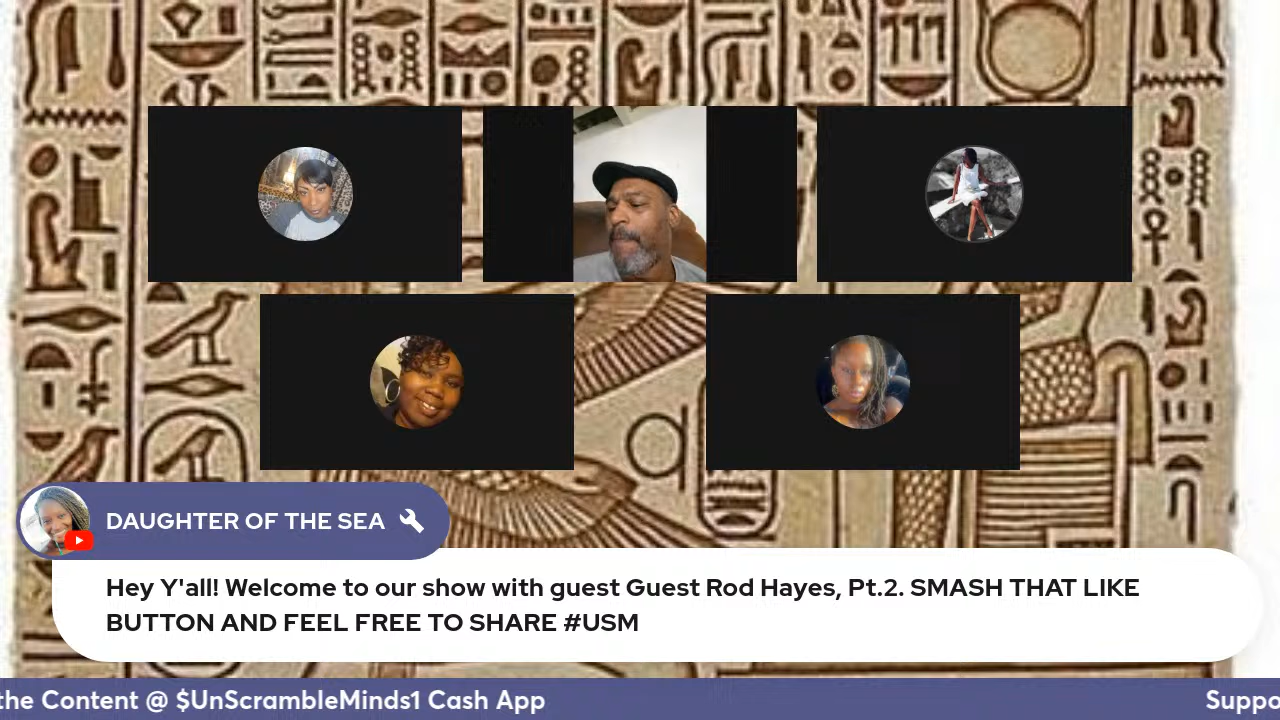 DAUGHTER OF THE SEA
Hey Y'all! Welcome to our show with guest Guest Rod Hayes, Pt.2. SMASH THAT LIKE
BUTTON AND FEEL FREE TO SHARE #USM
the Content @ $UnScrambleMinds1 Cash App
Suppo